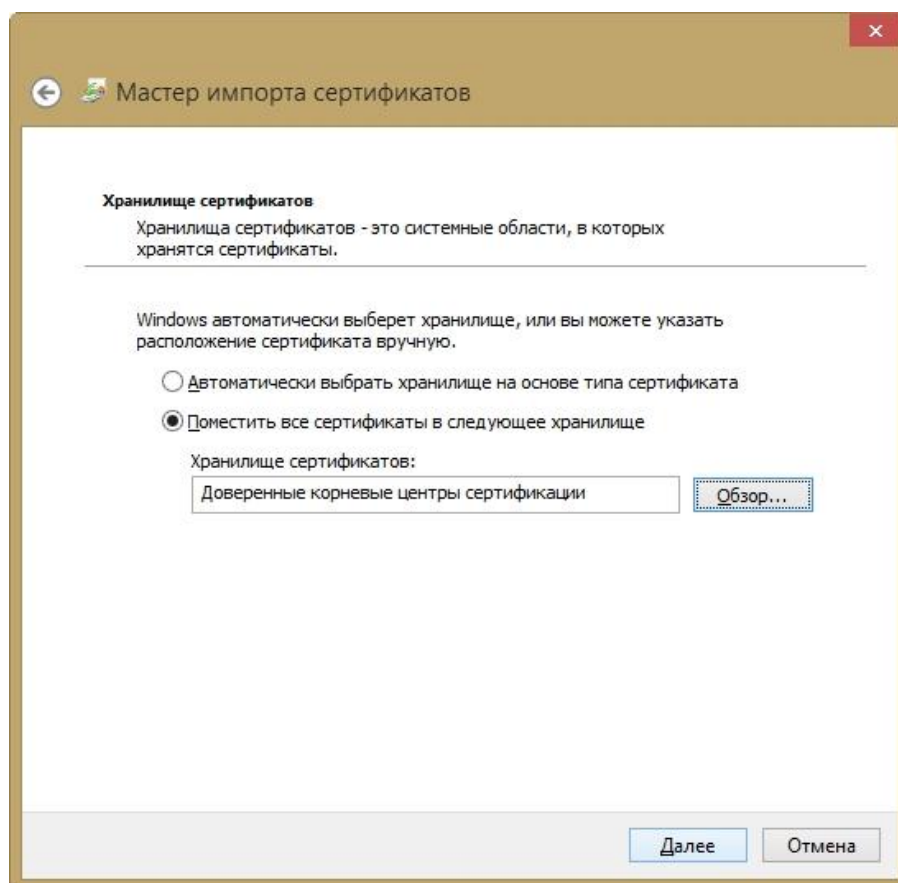 Мастер импорта сертификатов
Хранилище сертификатов
Хранилища сертификатов - это системные области, в которых
хранятся сертификаты.
Windows автоматически выберет хранилище, или вы можете указать
расположение сертификата вручную.
Автоматически выбрать хранилище на основе типа сертификата
Поместить все сертификаты в следующее хранилище
Хранилище сертификатов:
Доверенные корневые центры сертификации
Обзор...
Далее
Отмена